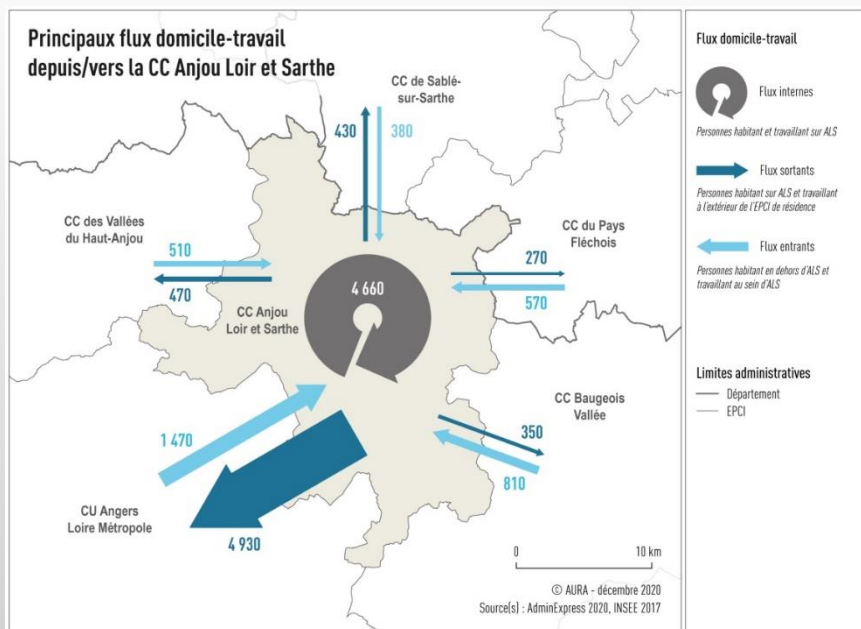 Principaux flux domicile-travail
depuis/vers la CC Anjou Loir et Sarthe
CC de Sablé-
sur-Sarthe
430
380
CC des Vallées
du Haut-Anjou
510
470
CC du Pays
Fléchois
270
570
4 660
CC Anjou
Loir et Sarthe
CC Baugeois
Vallée
350
810
1 470
CU Angers
Loire Métropole
4 930
0
10 km
© AURA - décembre 2020
Source(s) : AdminExpress 2020, INSEE 2017
Flux domicile-travail
Flux internes
Personnes habitant et travaillant sur ALS
Flux sortants
Personnes habitant sur ALS et travaillant
à l'extérieur de l'EPCI de résidence
Flux entrants
Personnes habitant en dehors d'ALS et
travaillant au sein d'ALS
Limites administratives
Département
EPCI